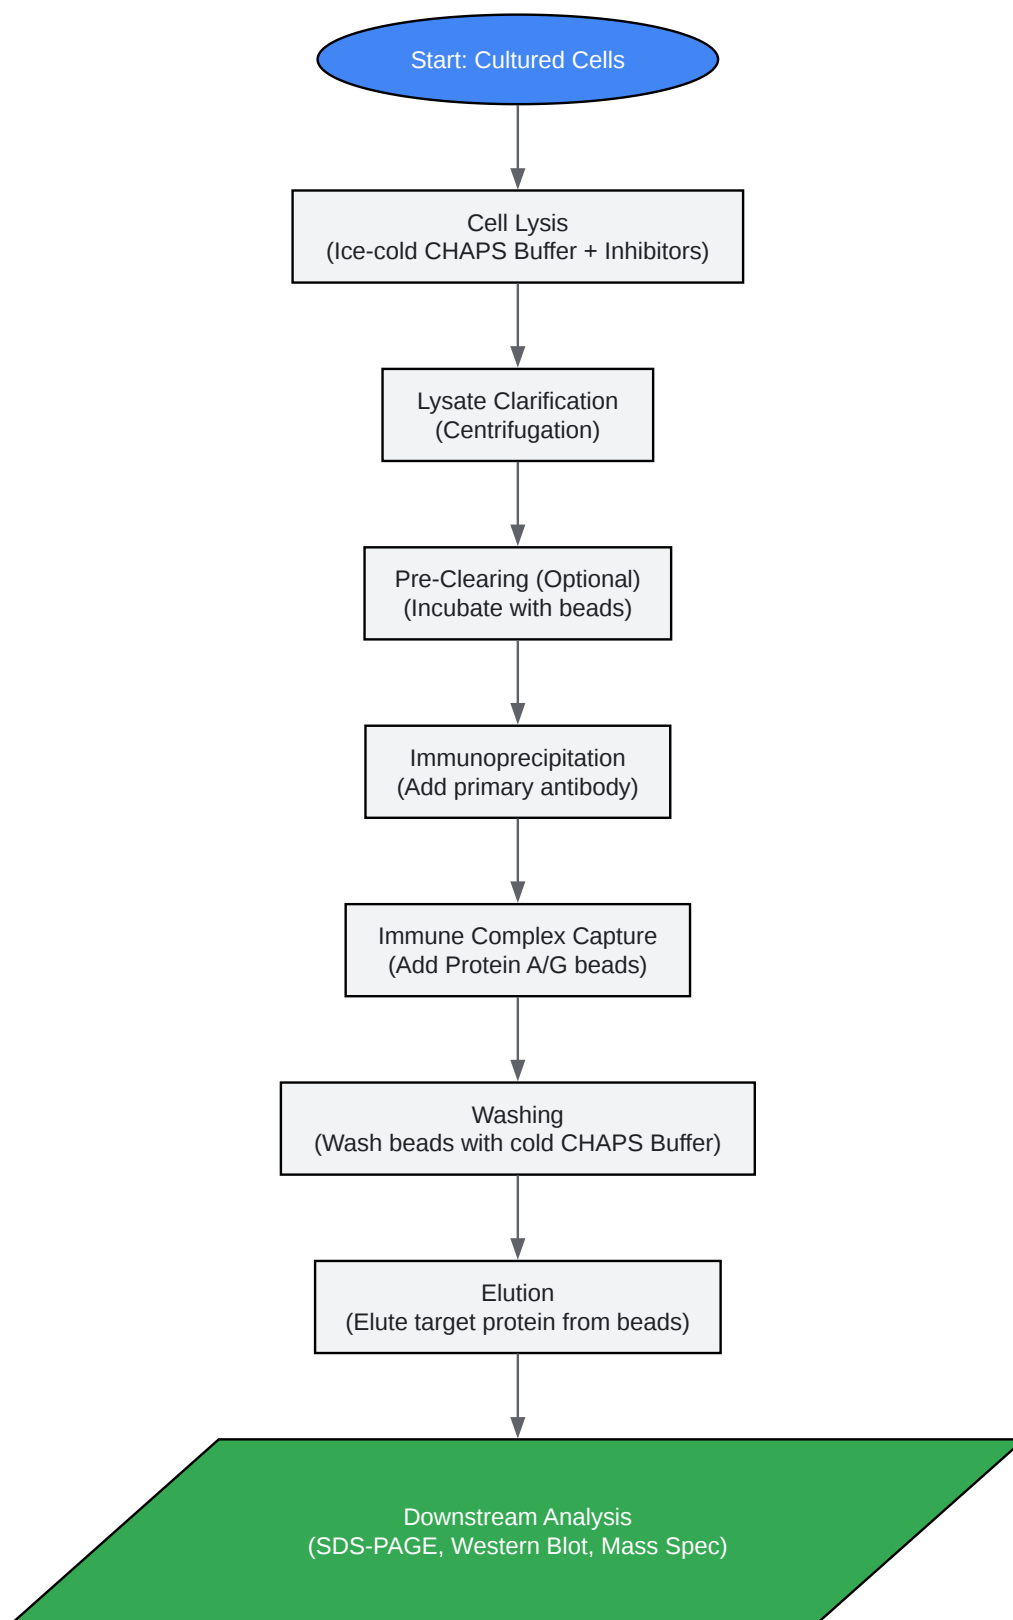 Start: Cultured Cells
Cell Lysis
(Ice-cold CHAPS Buffer + Inhibitors)
Lysate Clarification
(Centrifugation)
Pre-Clearing (Optional)
(Incubate with beads)
Immunoprecipitation
(Add primary antibody)
Immune Complex Capture
(Add Protein A/G beads)
Washing
(Wash beads with cold CHAPS Buffer)
Elution
(Elute target protein from beads)
Downstream Analysis
(SDS-PAGE, Western Blot, Mass Spec)